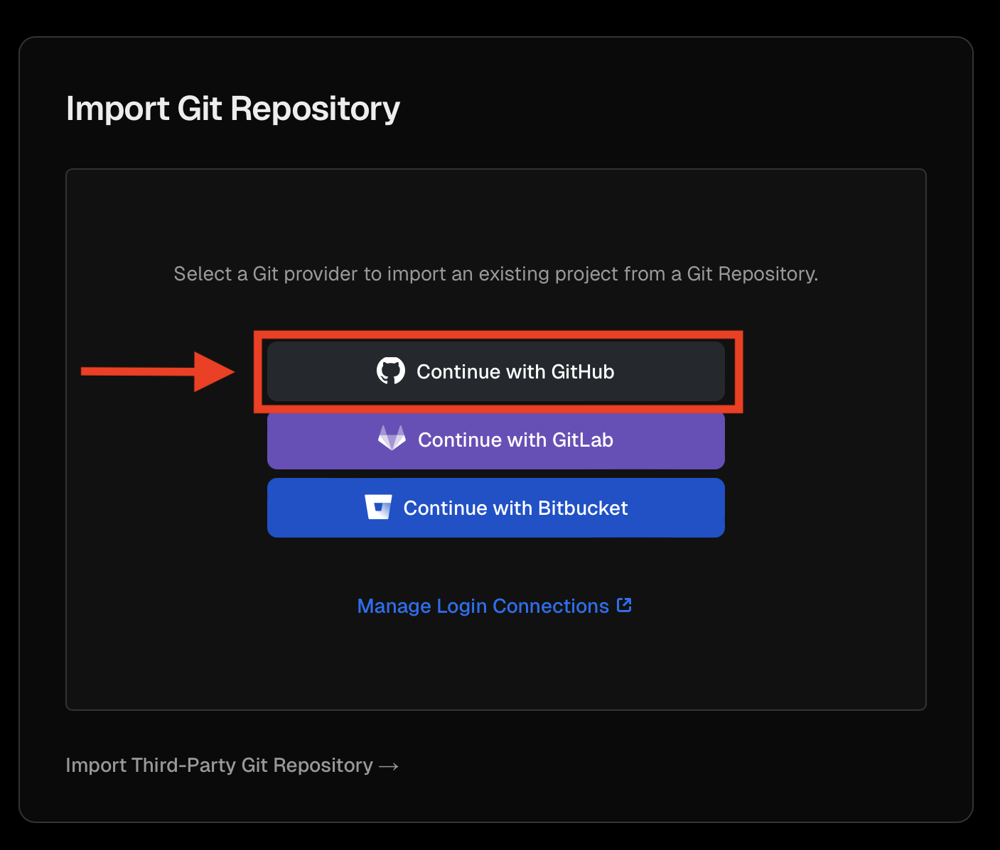 Import Git Repository
Select a Git provider to import an existing project from a Git Repository.
Continue with GitHub
Continue with GitLab
Continue with Bitbucket
Manage Login Connections
Import Third-Party Git Repository →